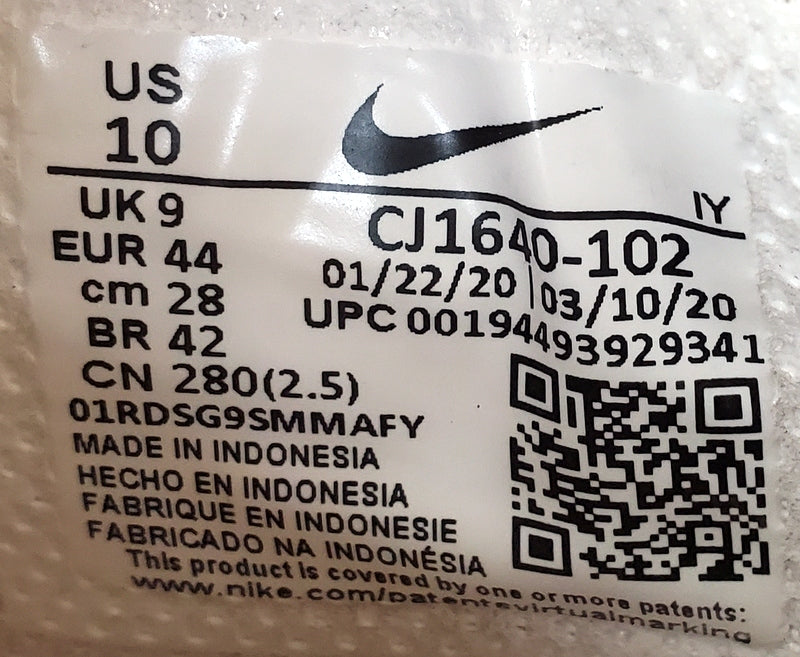 US
10
IY
UK 9
EUR 44
cm 28
BR 42
CN 280(2.5)
CJ1640-102
01/22/20 | 03/10/20
UPC 00194493929341
01RDSG9SMMAFY
MADE IN INDONESIA
HECHO EN INDONESIA
FABRIQUE EN INDONESIE
FABRICADO NA INDONÉSIA
This product is covered by one or more patents:
www.nike.com/patentsvirtualmarking